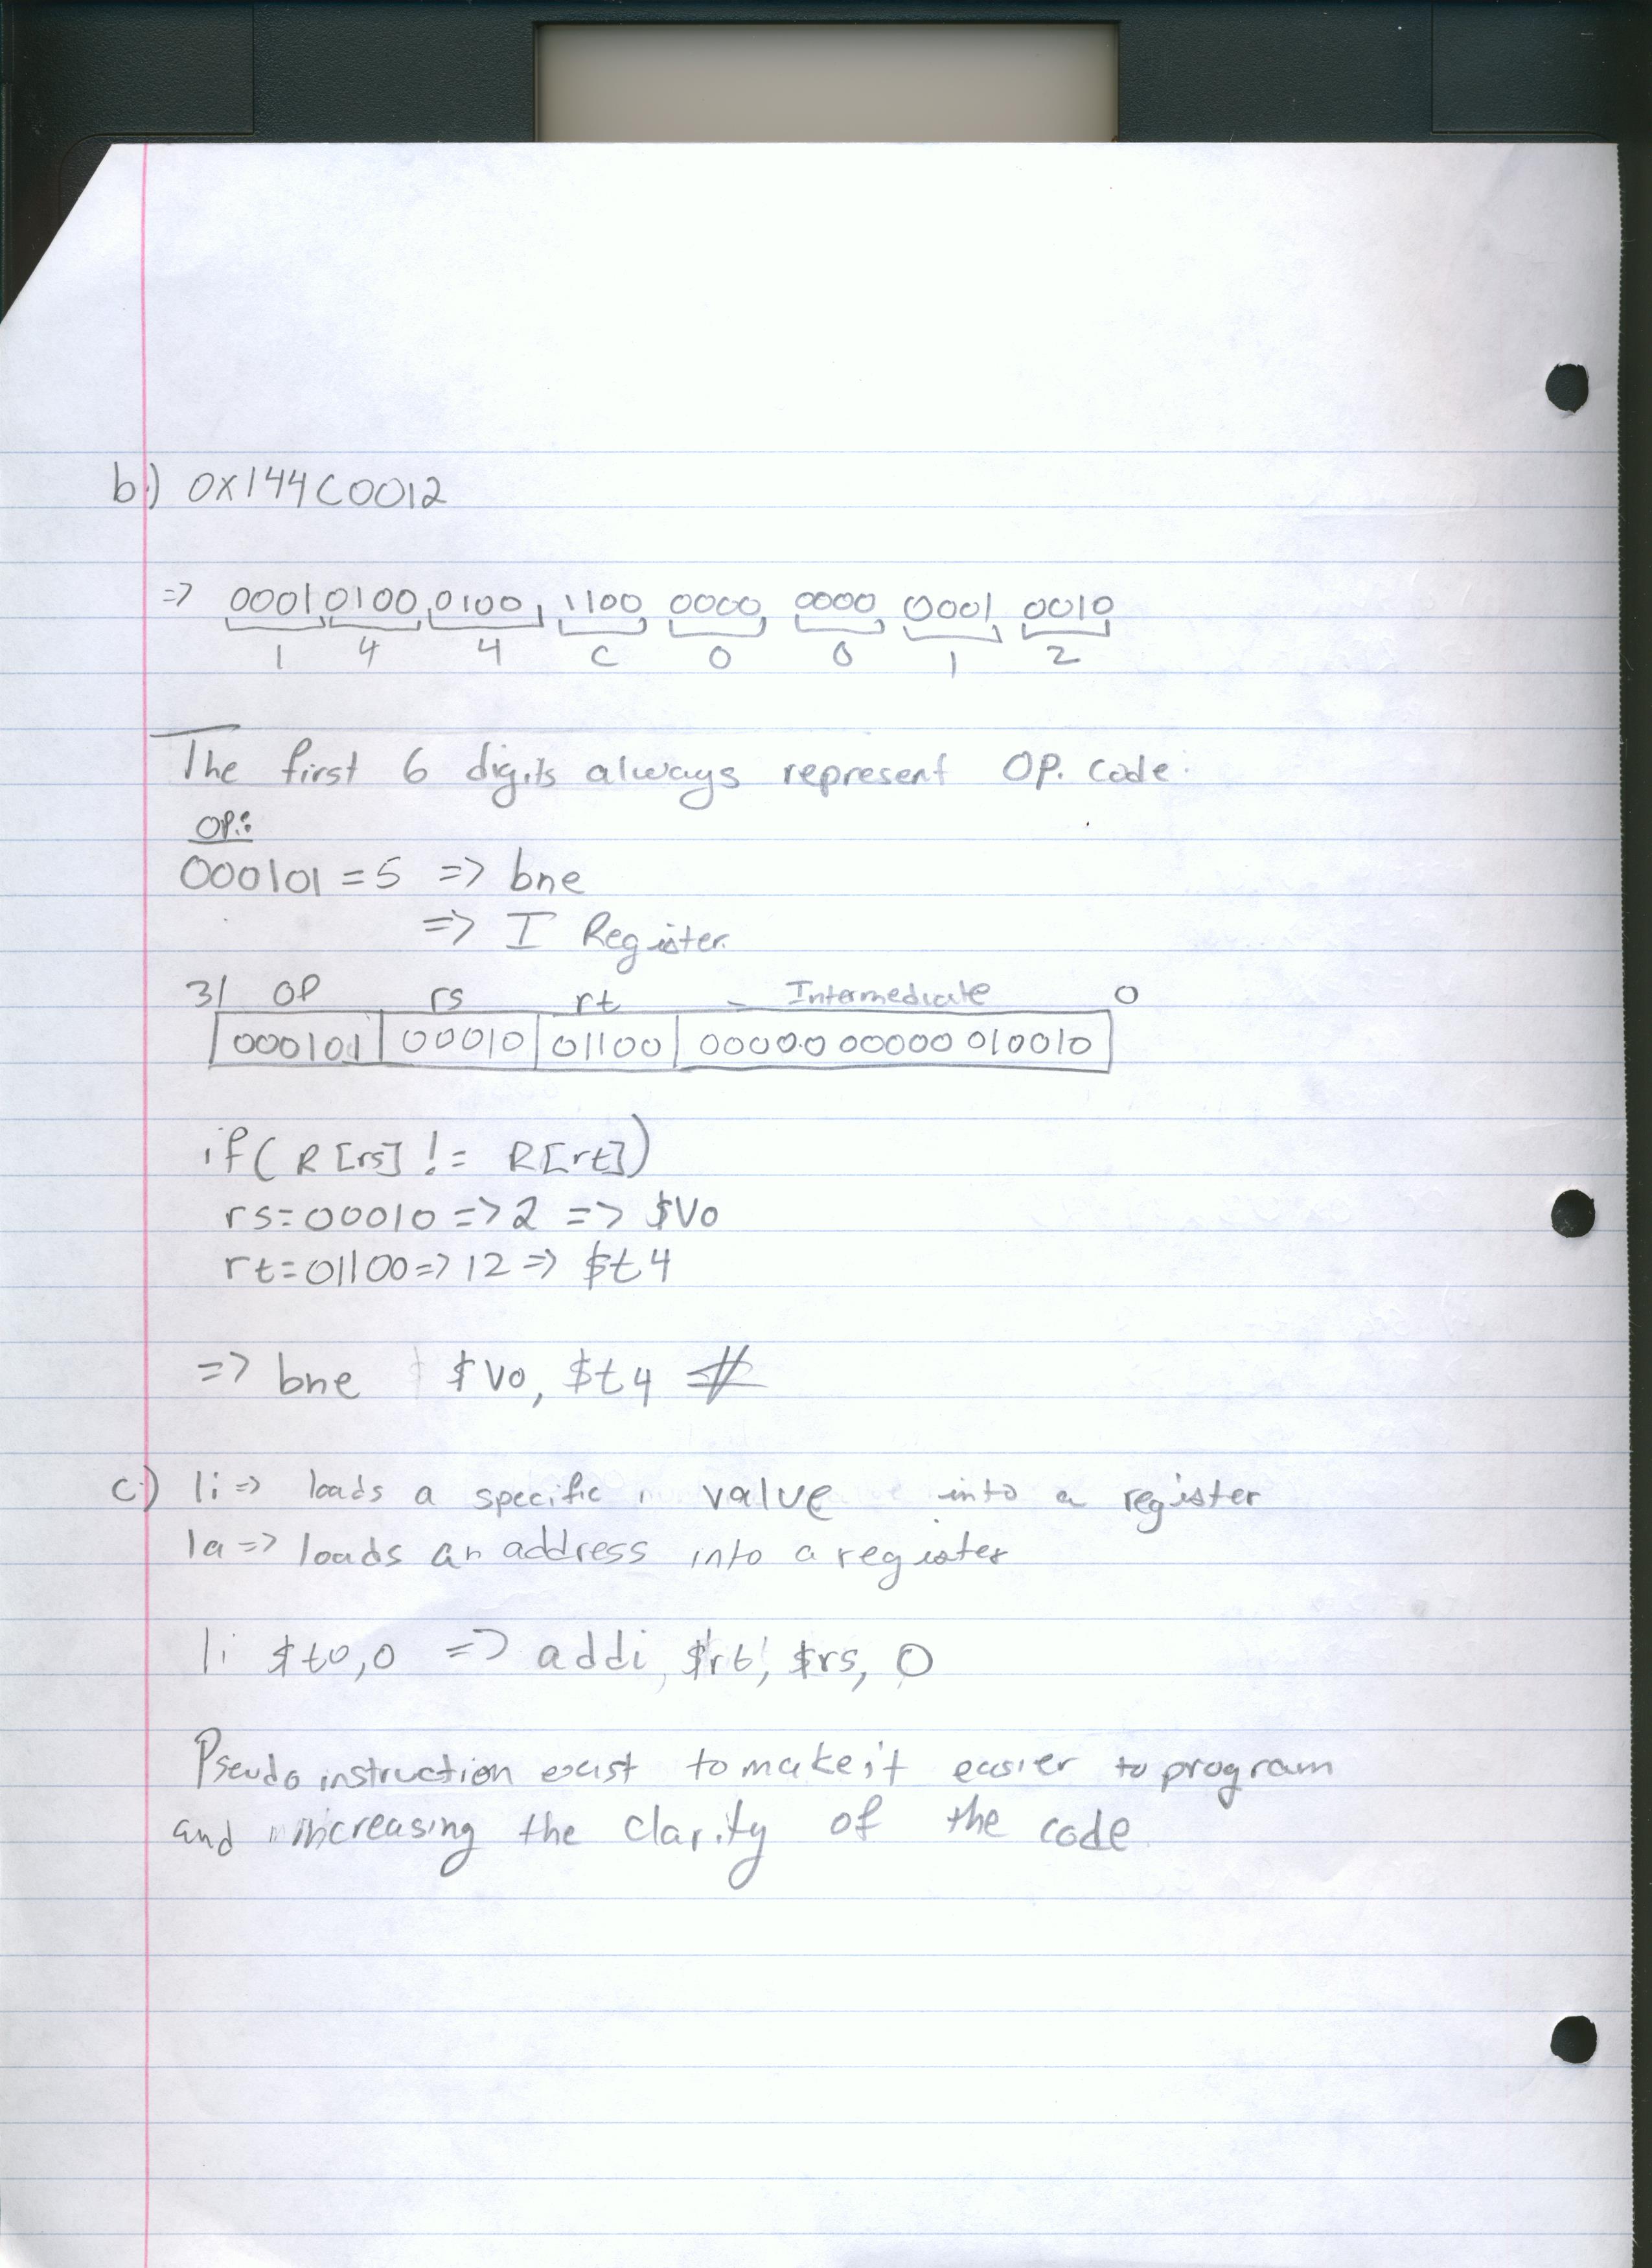 b.) 0x144C0012
=> 0001 0100 0100 1100 0000 0000 0001 0010
1 4 4 C 0 0 1 2
The first 6 digits always represent OP. code.
OP.:
000101 = 5 => bne
=> I Register.
31 OP rs rt Intermediate 0
000101 00010 01100 00000 00000 010010
if( R[rs] != R[rt])
rs=00010 => 2 => $v0
rt=01100 => 12 => $t4
=> bne $v0, $t4
c.) li => loads a specific value into a register
la => loads an address into a register
li $t0,0 => addi, $rt, $rs, 0
Pseudo instruction exist to make it easier to program
and increasing the clarity of the code